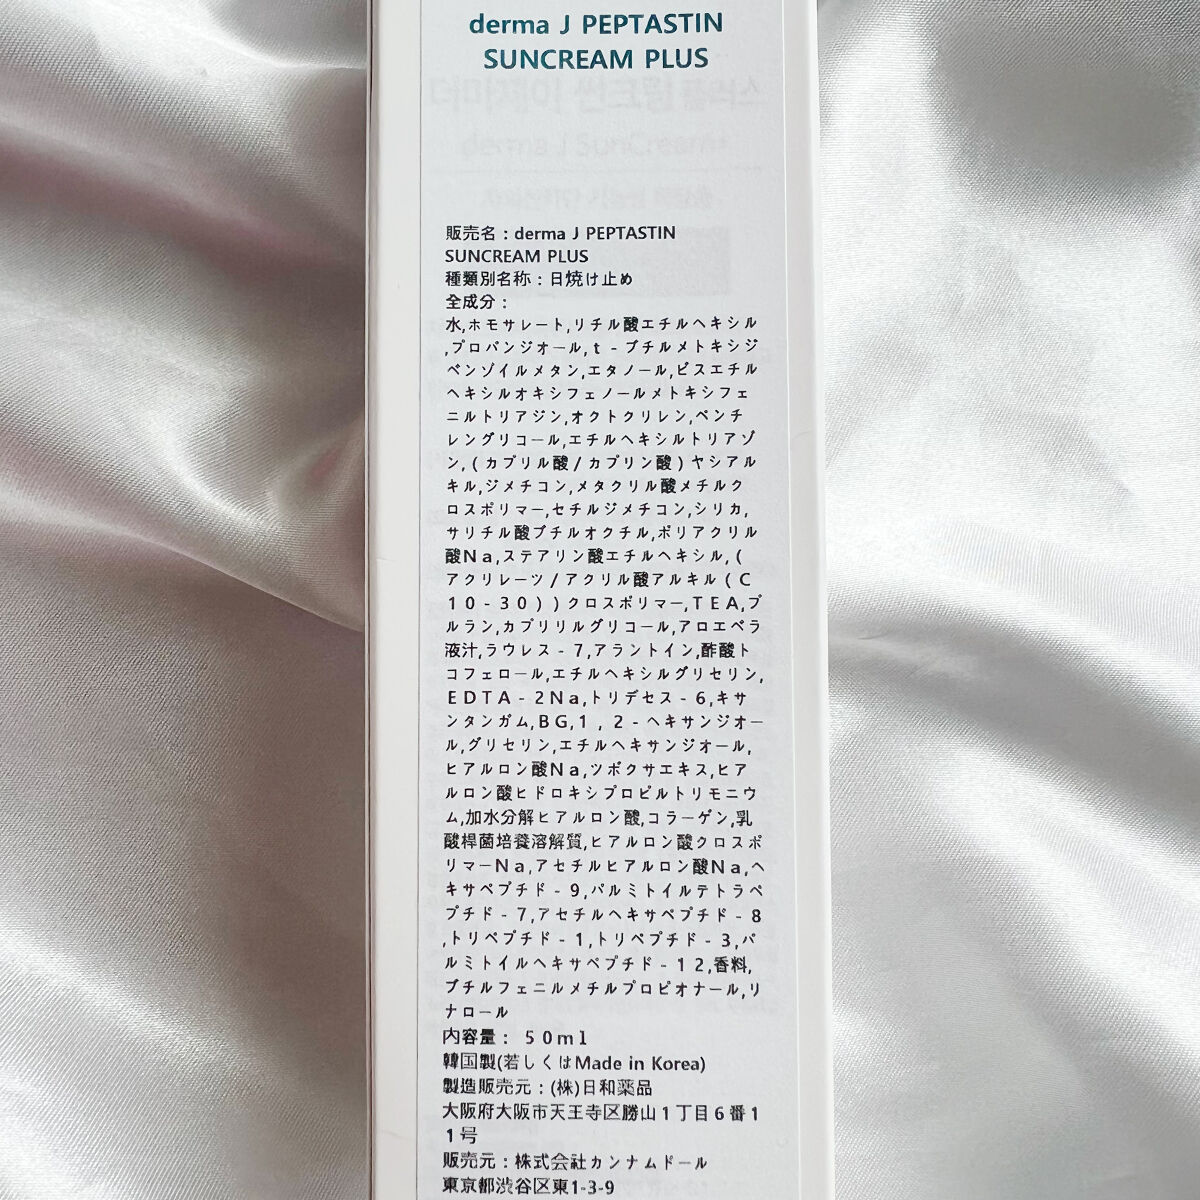 derma J PEPTASTIN
SUNCREAM PLUS
販売名：derma J PEPTASTIN
SUNCREAM PLUS
種類別名称：日焼け止め
全成分：
水,ホモサレート,リチル酸エチルヘキシル
,プロパンジオール,ｔ-ブチルメトキシジ
ベンゾイルメタン,エタノール,ビスエチル
ヘキシルオキシフェノールメトキシフェ
ニルトリアジン,オクトクリレン,ペンチ
レングリコール,エチルヘキシルトリアゾ
ン,(カプリル酸/カプリン酸)ヤシアル
キル,ジメチコン,メタクリル酸メチルク
ロスポリマー,セチルジメチコン,シリカ,
サリチル酸ブチルオクチル,ポリアクリル
酸Na,ステアリン酸エチルヘキシル,(
アクリレーツ/アクリル酸アルキル(C
10-30))クロスポリマー,TEA,プ
ルラン,カプリリルグリコール,アロエベラ
液汁,ラウレス-7,アラントイン,酢酸ト
コフェロール,エチルヘキシルグリセリン,
EDTA-2Na,トリデセス-6,キサ
ンタンガム,BG,1，2-ヘキサンジオー
ル,グリセリン,エチルヘキサンジオール,
ヒアルロン酸Na,ツボクサエキス,ヒア
ルロン酸ヒドロキシプロピルトリモニウ
ム,加水分解ヒアルロン酸,コラーゲン,乳
酸桿菌培養溶解質,ヒアルロン酸クロスポ
リマーNa,アセチルヒアルロン酸Na,ヘ
キサペプチド-9,パルミトイルテトラペ
プチド-7,アセチルヘキサペプチド-8
,トリペプチド-1,トリペプチド-3,パ
ルミトイルヘキサペプチド-12,香料,
ブチルフェニルメチルプロピオナール,リ
ナロール
内容量：50ml
韓国製(若しくはMade in Korea)
製造販売元：(株)日和薬品
大阪府大阪市天王寺区勝山1丁目6番1
1号
販売元：株式会社カンナムドール
東京都渋谷区東1-3-9